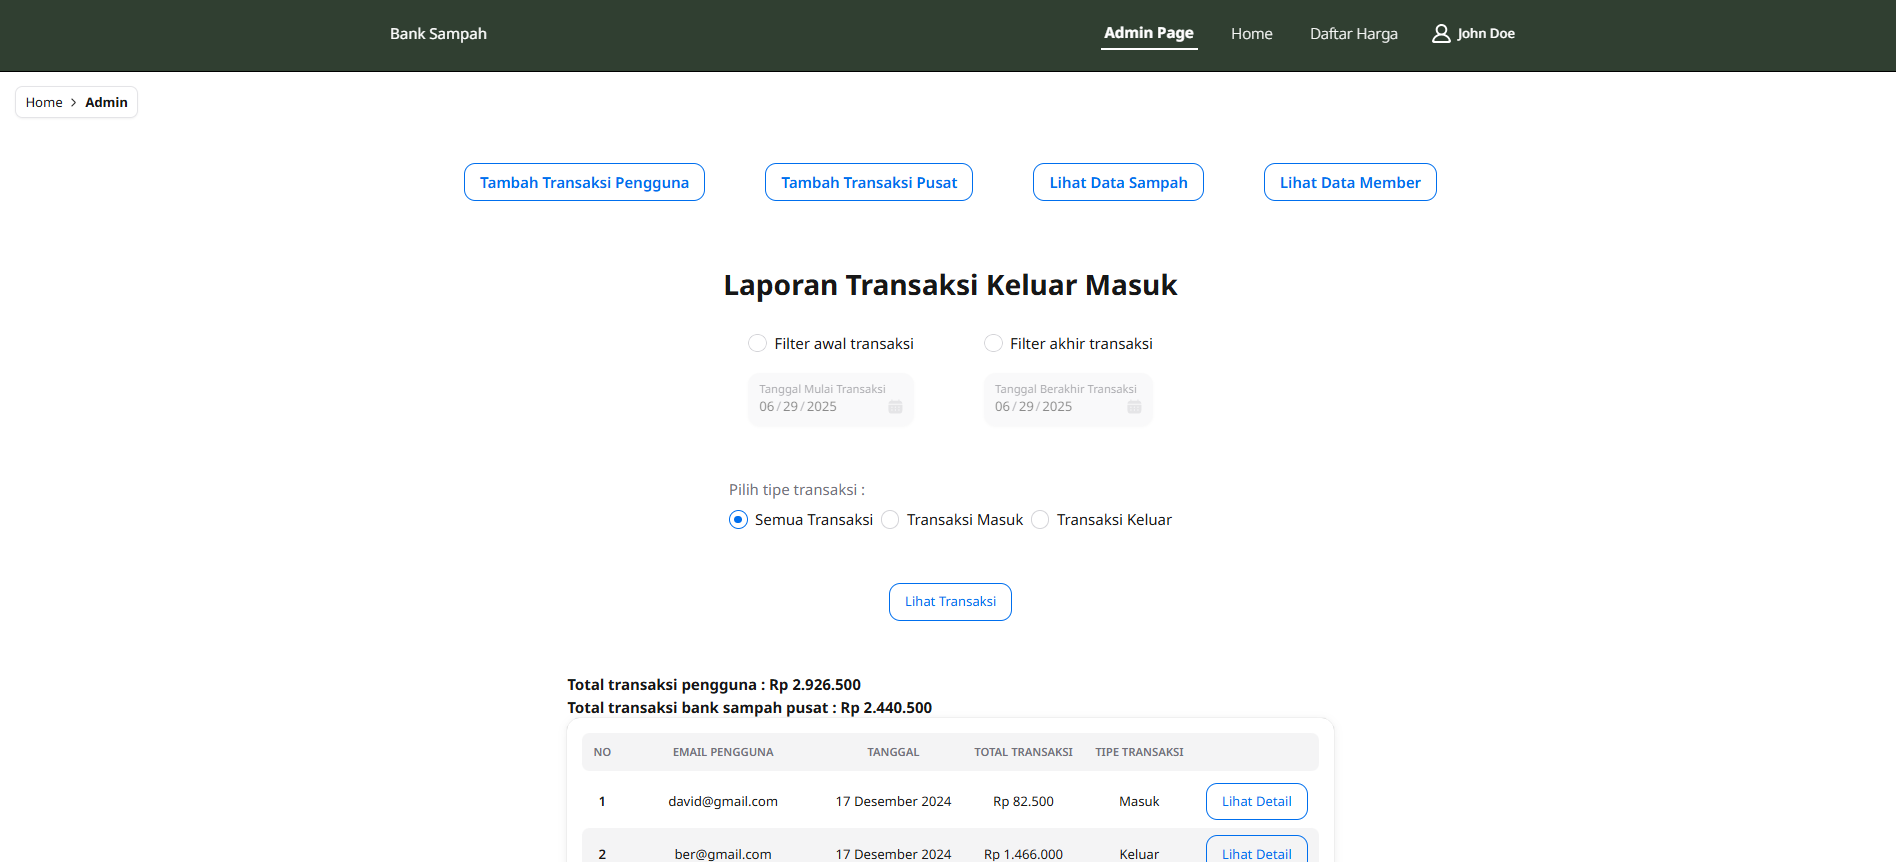 Bank Sampah Admin Page Home Daftar Harga John Doe
Home > Admin
Tambah Transaksi Pengguna Tambah Transaksi Pusat Lihat Data Sampah Lihat Data Member
Laporan Transaksi Keluar Masuk
Filter awal transaksi Filter akhir transaksi
Tanggal Mulai Transaksi Tanggal Berakhir Transaksi
06/29/2025 06/29/2025
Pilih tipe transaksi :
Semua Transaksi Transaksi Masuk Transaksi Keluar
Lihat Transaksi
Total transaksi pengguna : Rp 2.926.500
Total transaksi bank sampah pusat : Rp 2.440.500
NO EMAIL PENGGUNA TANGGAL TOTAL TRANSAKSI TIPE TRANSAKSI
1 david@gmail.com 17 Desember 2024 Rp 82.500 Masuk Lihat Detail
2 ber@gmail.com 17 Desember 2024 Rp 1.466.000 Keluar Lihat Detail